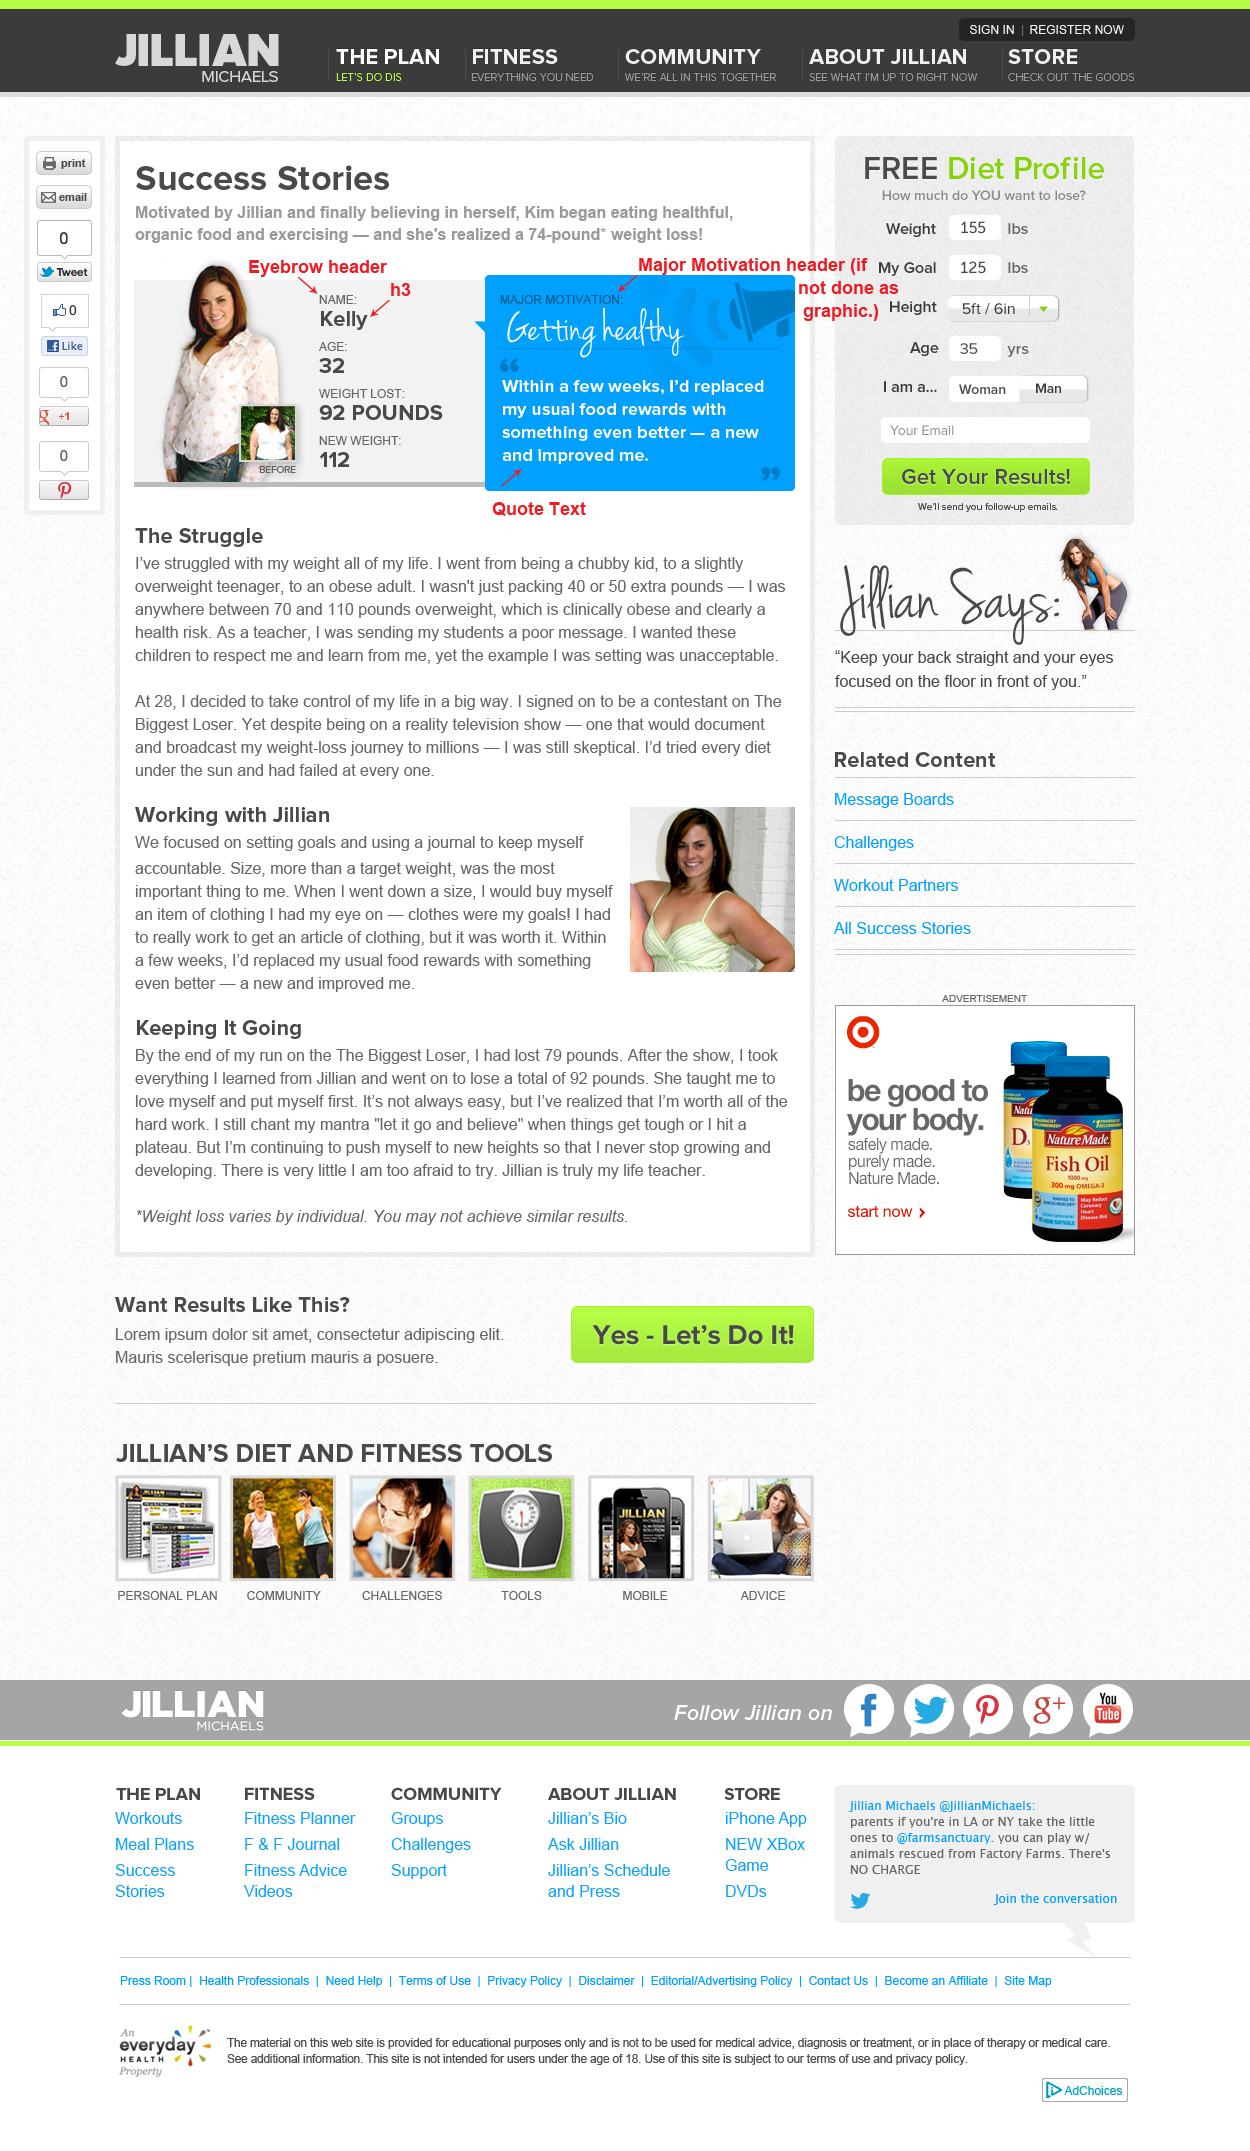 SIGN IN | REGISTER NOW
JILLIAN
MICHAELS
THE PLAN
LET'S DO DIS
FITNESS
EVERYTHING YOU NEED
COMMUNITY
WE'RE ALL IN THIS TOGETHER
ABOUT JILLIAN
SEE WHAT I'M UP TO RIGHT NOW
STORE
CHECK OUT THE GOODS
print
email
0
Tweet
0
Like
0
g +1
0
Success Stories
Motivated by Jillian and finally believing in herself, Kim began eating healthful,
organic food and exercising — and she's realized a 74-pound* weight loss!
Eyebrow header
h3
Major Motivation header (if
not done as
graphic.)
NAME:
Kelly
AGE:
32
WEIGHT LOST:
92 POUNDS
NEW WEIGHT:
112
BEFORE
MAJOR MOTIVATION:
Getting healthy
“
Within a few weeks, I’d replaced
my usual food rewards with
something even better — a new
and improved me.
”
Quote Text
The Struggle
I’ve struggled with my weight all of my life. I went from being a chubby kid, to a slightly
overweight teenager, to an obese adult. I wasn't just packing 40 or 50 extra pounds — I was
anywhere between 70 and 110 pounds overweight, which is clinically obese and clearly a
health risk. As a teacher, I was sending my students a poor message. I wanted these
children to respect me and learn from me, yet the example I was setting was unacceptable.
At 28, I decided to take control of my life in a big way. I signed on to be a contestant on The
Biggest Loser. Yet despite being on a reality television show — one that would document
and broadcast my weight-loss journey to millions — I was still skeptical. I’d tried every diet
under the sun and had failed at every one.
Working with Jillian
We focused on setting goals and using a journal to keep myself
accountable. Size, more than a target weight, was the most
important thing to me. When I went down a size, I would buy myself
an item of clothing I had my eye on — clothes were my goals! I had
to really work to get an article of clothing, but it was worth it. Within
a few weeks, I’d replaced my usual food rewards with something
even better — a new and improved me.
Keeping It Going
By the end of my run on the The Biggest Loser, I had lost 79 pounds. After the show, I took
everything I learned from Jillian and went on to lose a total of 92 pounds. She taught me to
love myself and put myself first. It’s not always easy, but I’ve realized that I’m worth all of the
hard work. I still chant my mantra "let it go and believe" when things get tough or I hit a
plateau. But I’m continuing to push myself to new heights so that I never stop growing and
developing. There is very little I am too afraid to try. Jillian is truly my life teacher.
*Weight loss varies by individual. You may not achieve similar results.
FREE Diet Profile
How much do YOU want to lose?
Weight 155 lbs
My Goal 125 lbs
Height 5ft / 6in
Age 35 yrs
I am a... Woman Man
Your Email
Get Your Results!
We'll send you follow-up emails.
Jillian Says:
“Keep your back straight and your eyes
focused on the floor in front of you.”
Related Content
Message Boards
Challenges
Workout Partners
All Success Stories
ADVERTISEMENT
be good to
your body.
safely made.
purely made.
Nature Made.
start now
Nature Made
Fish Oil
1000 mg
300 mg OMEGA-3
May Reduce
Coronary
Heart
Disease Risk
D3
Want Results Like This?
Lorem ipsum dolor sit amet, consectetur adipiscing elit.
Mauris scelerisque pretium mauris a posuere.
Yes - Let’s Do It!
JILLIAN’S DIET AND FITNESS TOOLS
JILLIAN
MICHAELS
PERSONAL PLAN
COMMUNITY
CHALLENGES
TOOLS
MOBILE
ADVICE
JILLIAN
MICHAELS
Follow Jillian on
f
g+
You
Tube
THE PLAN
Workouts
Meal Plans
Success
Stories
FITNESS
Fitness Planner
F & F Journal
Fitness Advice
Videos
COMMUNITY
Groups
Challenges
Support
ABOUT JILLIAN
Jillian’s Bio
Ask Jillian
Jillian’s Schedule
and Press
STORE
iPhone App
NEW XBox
Game
DVDs
Jillian Michaels @JillianMichaels:
parents if you're in LA or NY take the little
ones to @farmsanctuary. you can play w/
animals rescued from Factory Farms. There's
NO CHARGE
Join the conversation
Press Room | Health Professionals | Need Help | Terms of Use | Privacy Policy | Disclaimer | Editorial/Advertising Policy | Contact Us | Become an Affiliate | Site Map
An
everyday
HEALTH
Property
The material on this web site is provided for educational purposes only and is not to be used for medical advice, diagnosis or treatment, or in place of therapy or medical care.
See additional information. This site is not intended for users under the age of 18. Use of this site is subject to our terms of use and privacy policy.
AdChoices